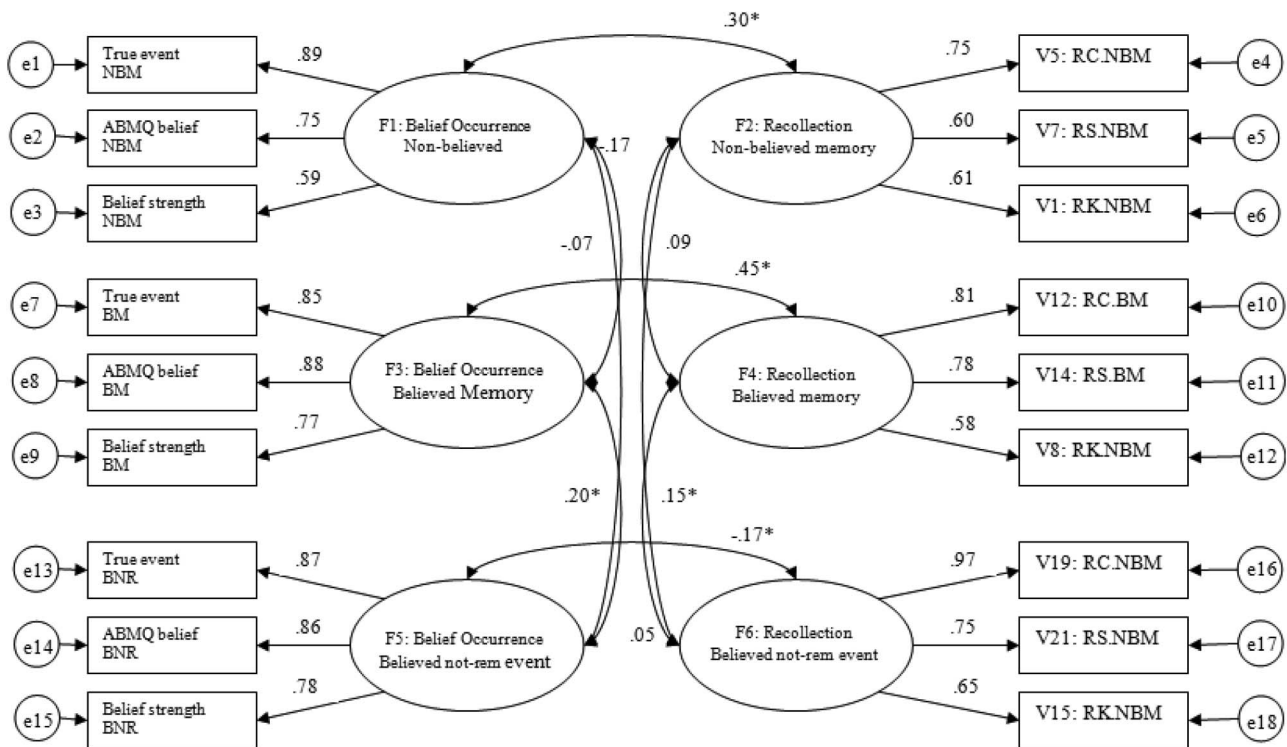 .30*
e1
True event
NBM
.89
F1: Belief Occurrence
Non-believed
F2: Recollection
Non-believed memory
.75
V5: RC.NBM
e4
e2
ABMQ belief
NBM
.75
-.17
.60
V7: RS.NBM
e5
e3
Belief strength
NBM
.59
.61
V1: RK.NBM
e6
-.07
.09
.45*
e7
True event
BM
.85
F3: Belief Occurrence
Believed Memory
F4: Recollection
Believed memory
.81
V12: RC.BM
e10
e8
ABMQ belief
BM
.88
.78
V14: RS.BM
e11
e9
Belief strength
BM
.77
.58
V8: RK.NBM
e12
.20*
.15*
-.17*
e13
True event
BNR
.87
F5: Belief Occurrence
Believed not-rem event
F6: Recollection
Believed not-rem event
.97
V19: RC.NBM
e16
e14
ABMQ belief
BNR
.86
.05
.75
V21: RS.NBM
e17
e15
Belief strength
BNR
.78
.65
V15: RK.NBM
e18